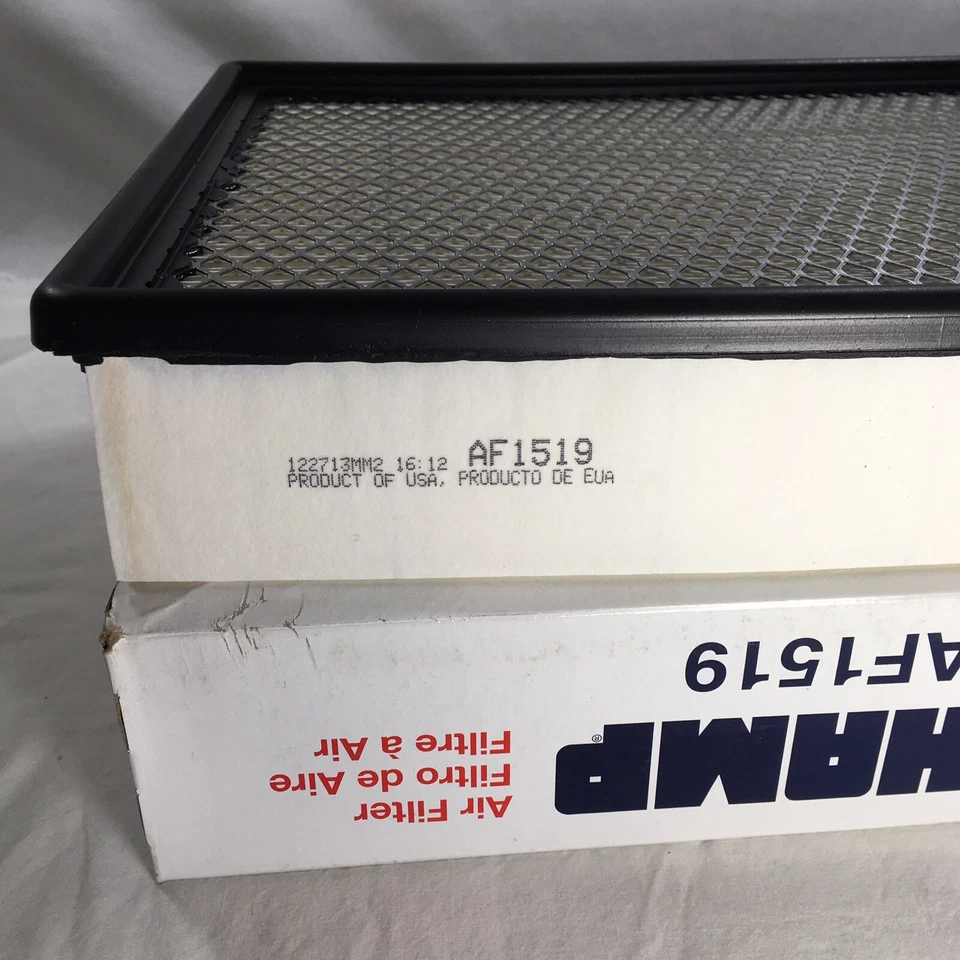 122713MM2 16:12 AF1519
PRODUCT OF USA, PRODUCTO DE EUA
AF1519
HAMP®
Air Filter
Filtro de Aire
Filtre à Air